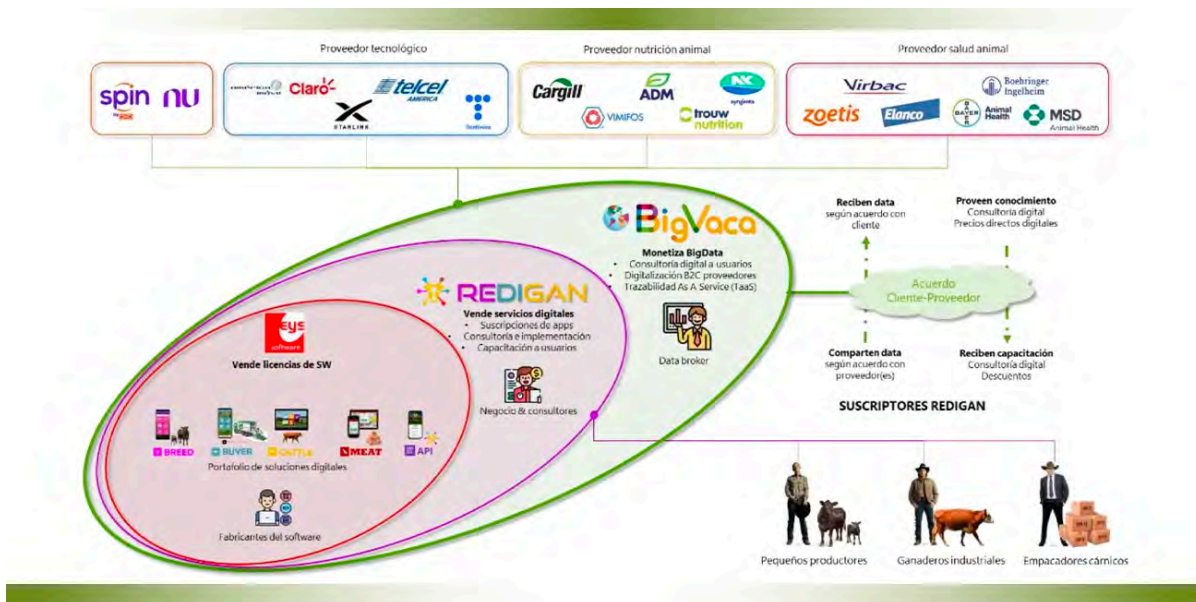 Proveedor tecnológico
Proveedor nutrición animal
Proveedor salud animal
spin
nu
Claro
telcel
AMERICA
STARLINK
Cargill
ADM
NK
syngenta
VIMIFOS
trouw
nutrition
Virbac
Boehringer
Ingelheim
zoetis
Elanco
BAYER
Animal
Health
MSD
Animal Health
BigVaca
Monetiza BigData
• Consultoría digital a usuarios
• Digitalización B2C proveedores
• Trazabilidad As A Service (TaaS)
Data broker
REDIGAN
Vende servicios digitales
• Suscripciones de apps
• Consultoría e implementación
• Capacitación a usuarios
Negocio & consultores
eys
software
Vende licencias de SW
BREED
BUYER
CATTLE
MEAT
API
Portafolio de soluciones digitales
Fabricantes del software
Reciben data
según acuerdo con
cliente
Proveen conocimiento
Consultoría digital
Precios directos digitales
Acuerdo
Cliente-Proveedor
Comparten data
según acuerdo con
proveedor(es)
Reciben capacitación
Consultoría digital
Descuentos
SUSCRIPTORES REDIGAN
Pequeños productores
Ganaderos industriales
Empacadores cárnicos